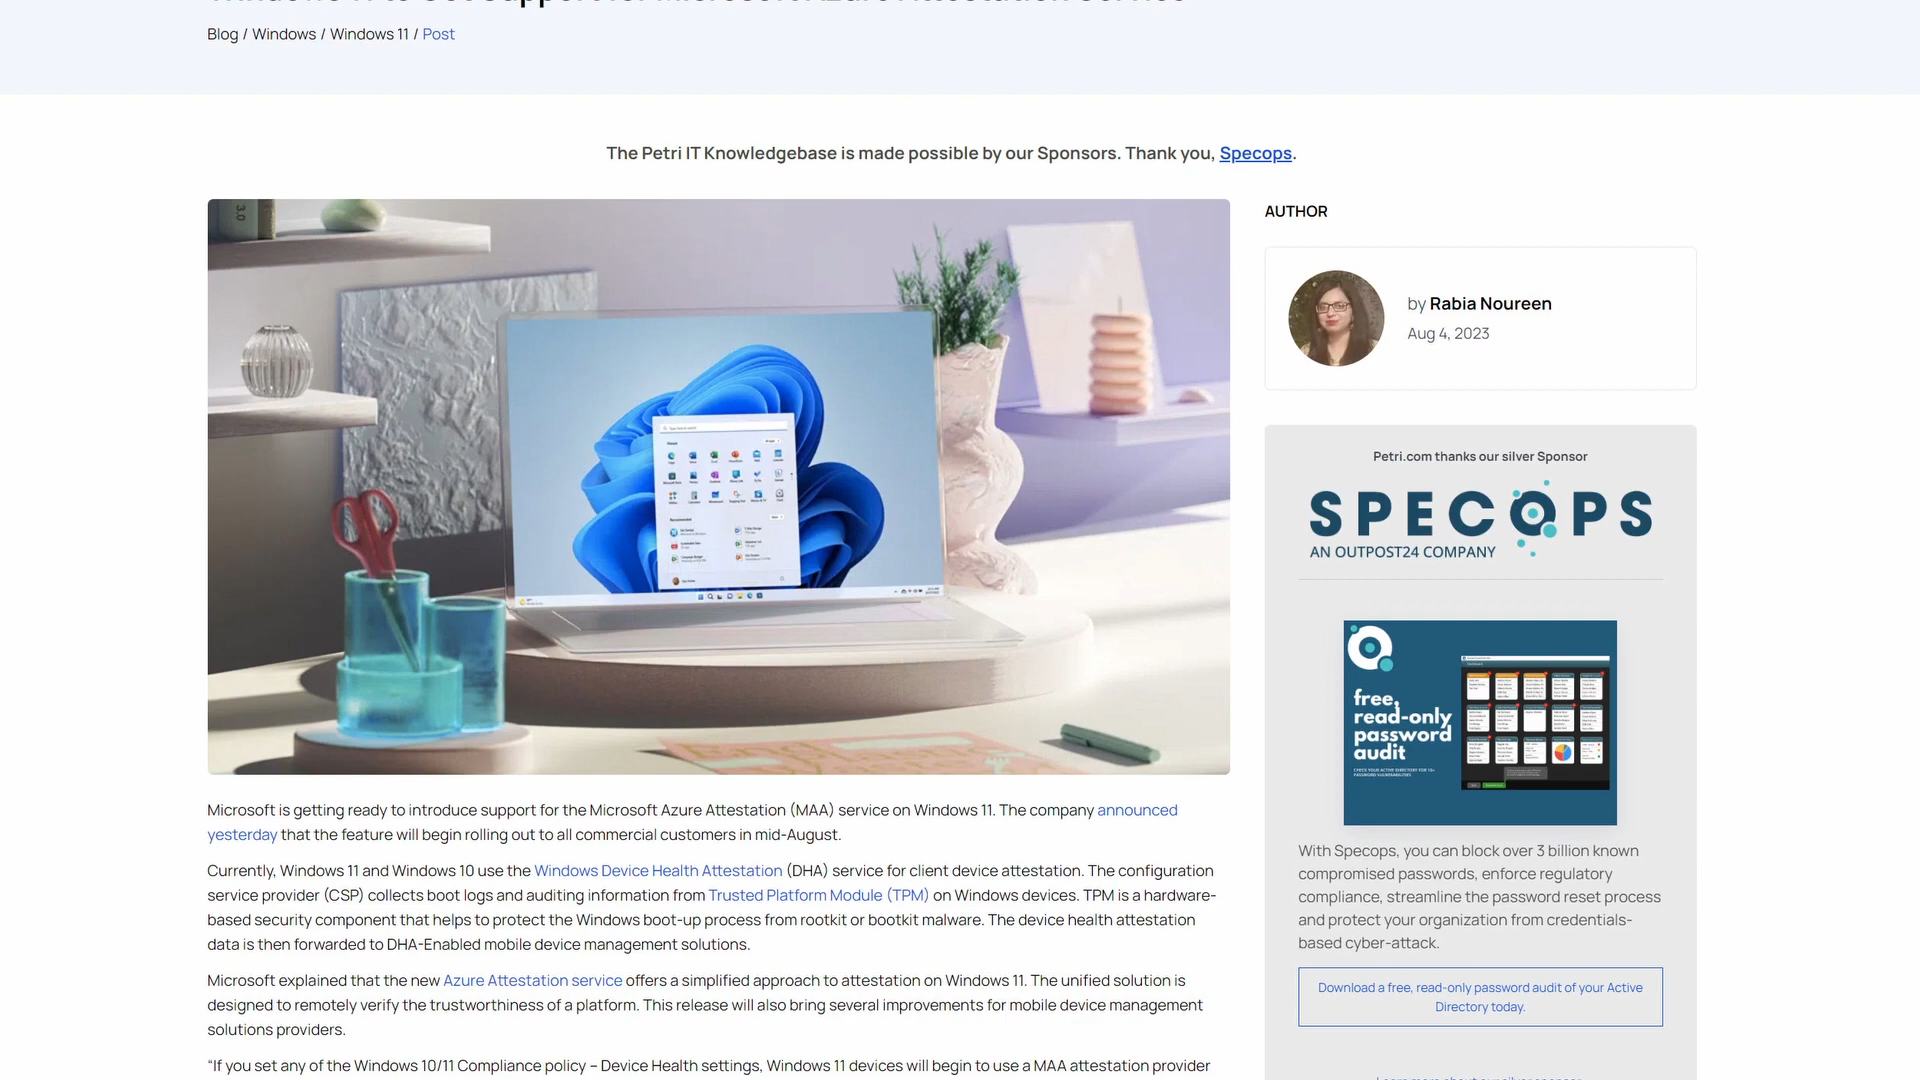 Windows 11 to Get Support for Microsoft Azure Attestation Service
Blog / Windows / Windows 11 / Post
The Petri IT Knowledgebase is made possible by our Sponsors. Thank you, Specops.
3.0
AUTHOR
by Rabia Noureen
Aug 4, 2023
Petri.com thanks our silver Sponsor
SPECOPS
AN OUTPOST24 COMPANY
free,
read-only
password
audit
Microsoft is getting ready to introduce support for the Microsoft Azure Attestation (MAA) service on Windows 11. The company announced
yesterday that the feature will begin rolling out to all commercial customers in mid-August.
Currently, Windows 11 and Windows 10 use the Windows Device Health Attestation (DHA) service for client device attestation. The configuration
service provider (CSP) collects boot logs and auditing information from Trusted Platform Module (TPM) on Windows devices. TPM is a hardware-
based security component that helps to protect the Windows boot-up process from rootkit or bootkit malware. The device health attestation
data is then forwarded to DHA-Enabled mobile device management solutions.
Microsoft explained that the new Azure Attestation service offers a simplified approach to attestation on Windows 11. The unified solution is
designed to remotely verify the trustworthiness of a platform. This release will also bring several improvements for mobile device management
solutions providers.
“If you set any of the Windows 10/11 Compliance policy – Device Health settings, Windows 11 devices will begin to use a MAA attestation provider
With Specops, you can block over 3 billion known
compromised passwords, enforce regulatory
compliance, streamline the password reset process
and protect your organization from credentials-
based cyber-attack.
Download a free, read-only password audit of your Active
Directory today.